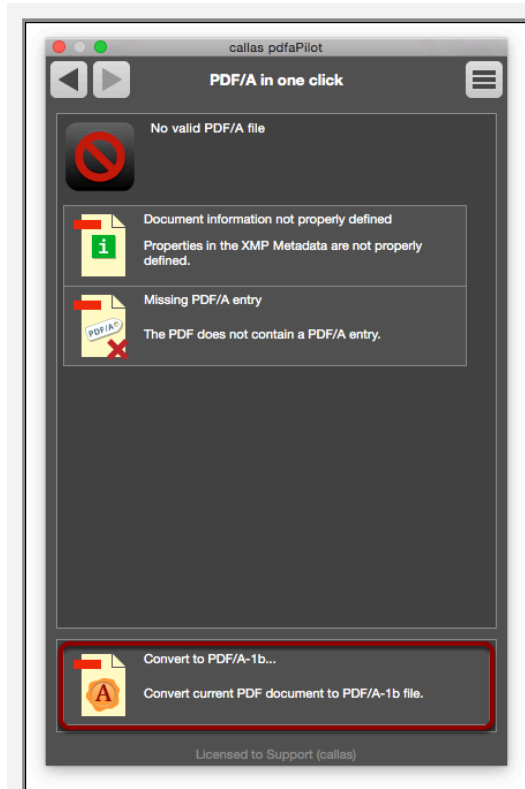 callas pdfaPilot
PDF/A in one click
No valid PDF/A file
Document information not properly defined
i
Properties in the XMP Metadata are not properly
defined.
Missing PDF/A entry
PDF/A
The PDF does not contain a PDF/A entry.
Convert to PDF/A-1b...
A
Convert current PDF document to PDF/A-1b file.
Licensed to Support (callas)